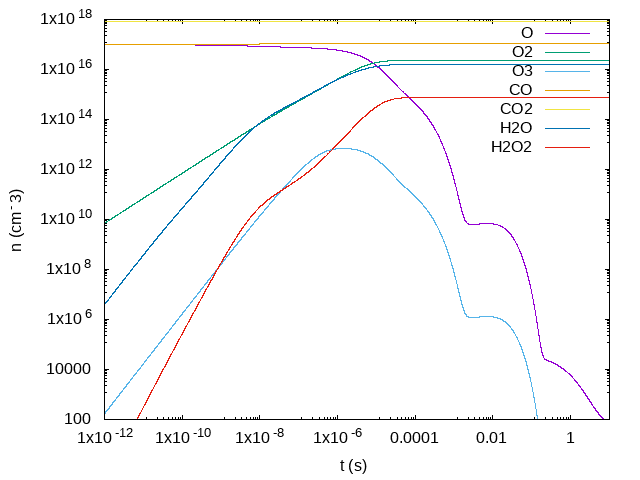 1x10 18
1x10 16
1x10 14
1x10 12
1x10 10
1x10 8
1x10 6
10000
100
n (cm-3)
O
O2
O3
CO
CO2
H2O
H2O2
1x10-12
1x10-10
1x10-8
1x10-6
0.0001
0.01
1
t (s)